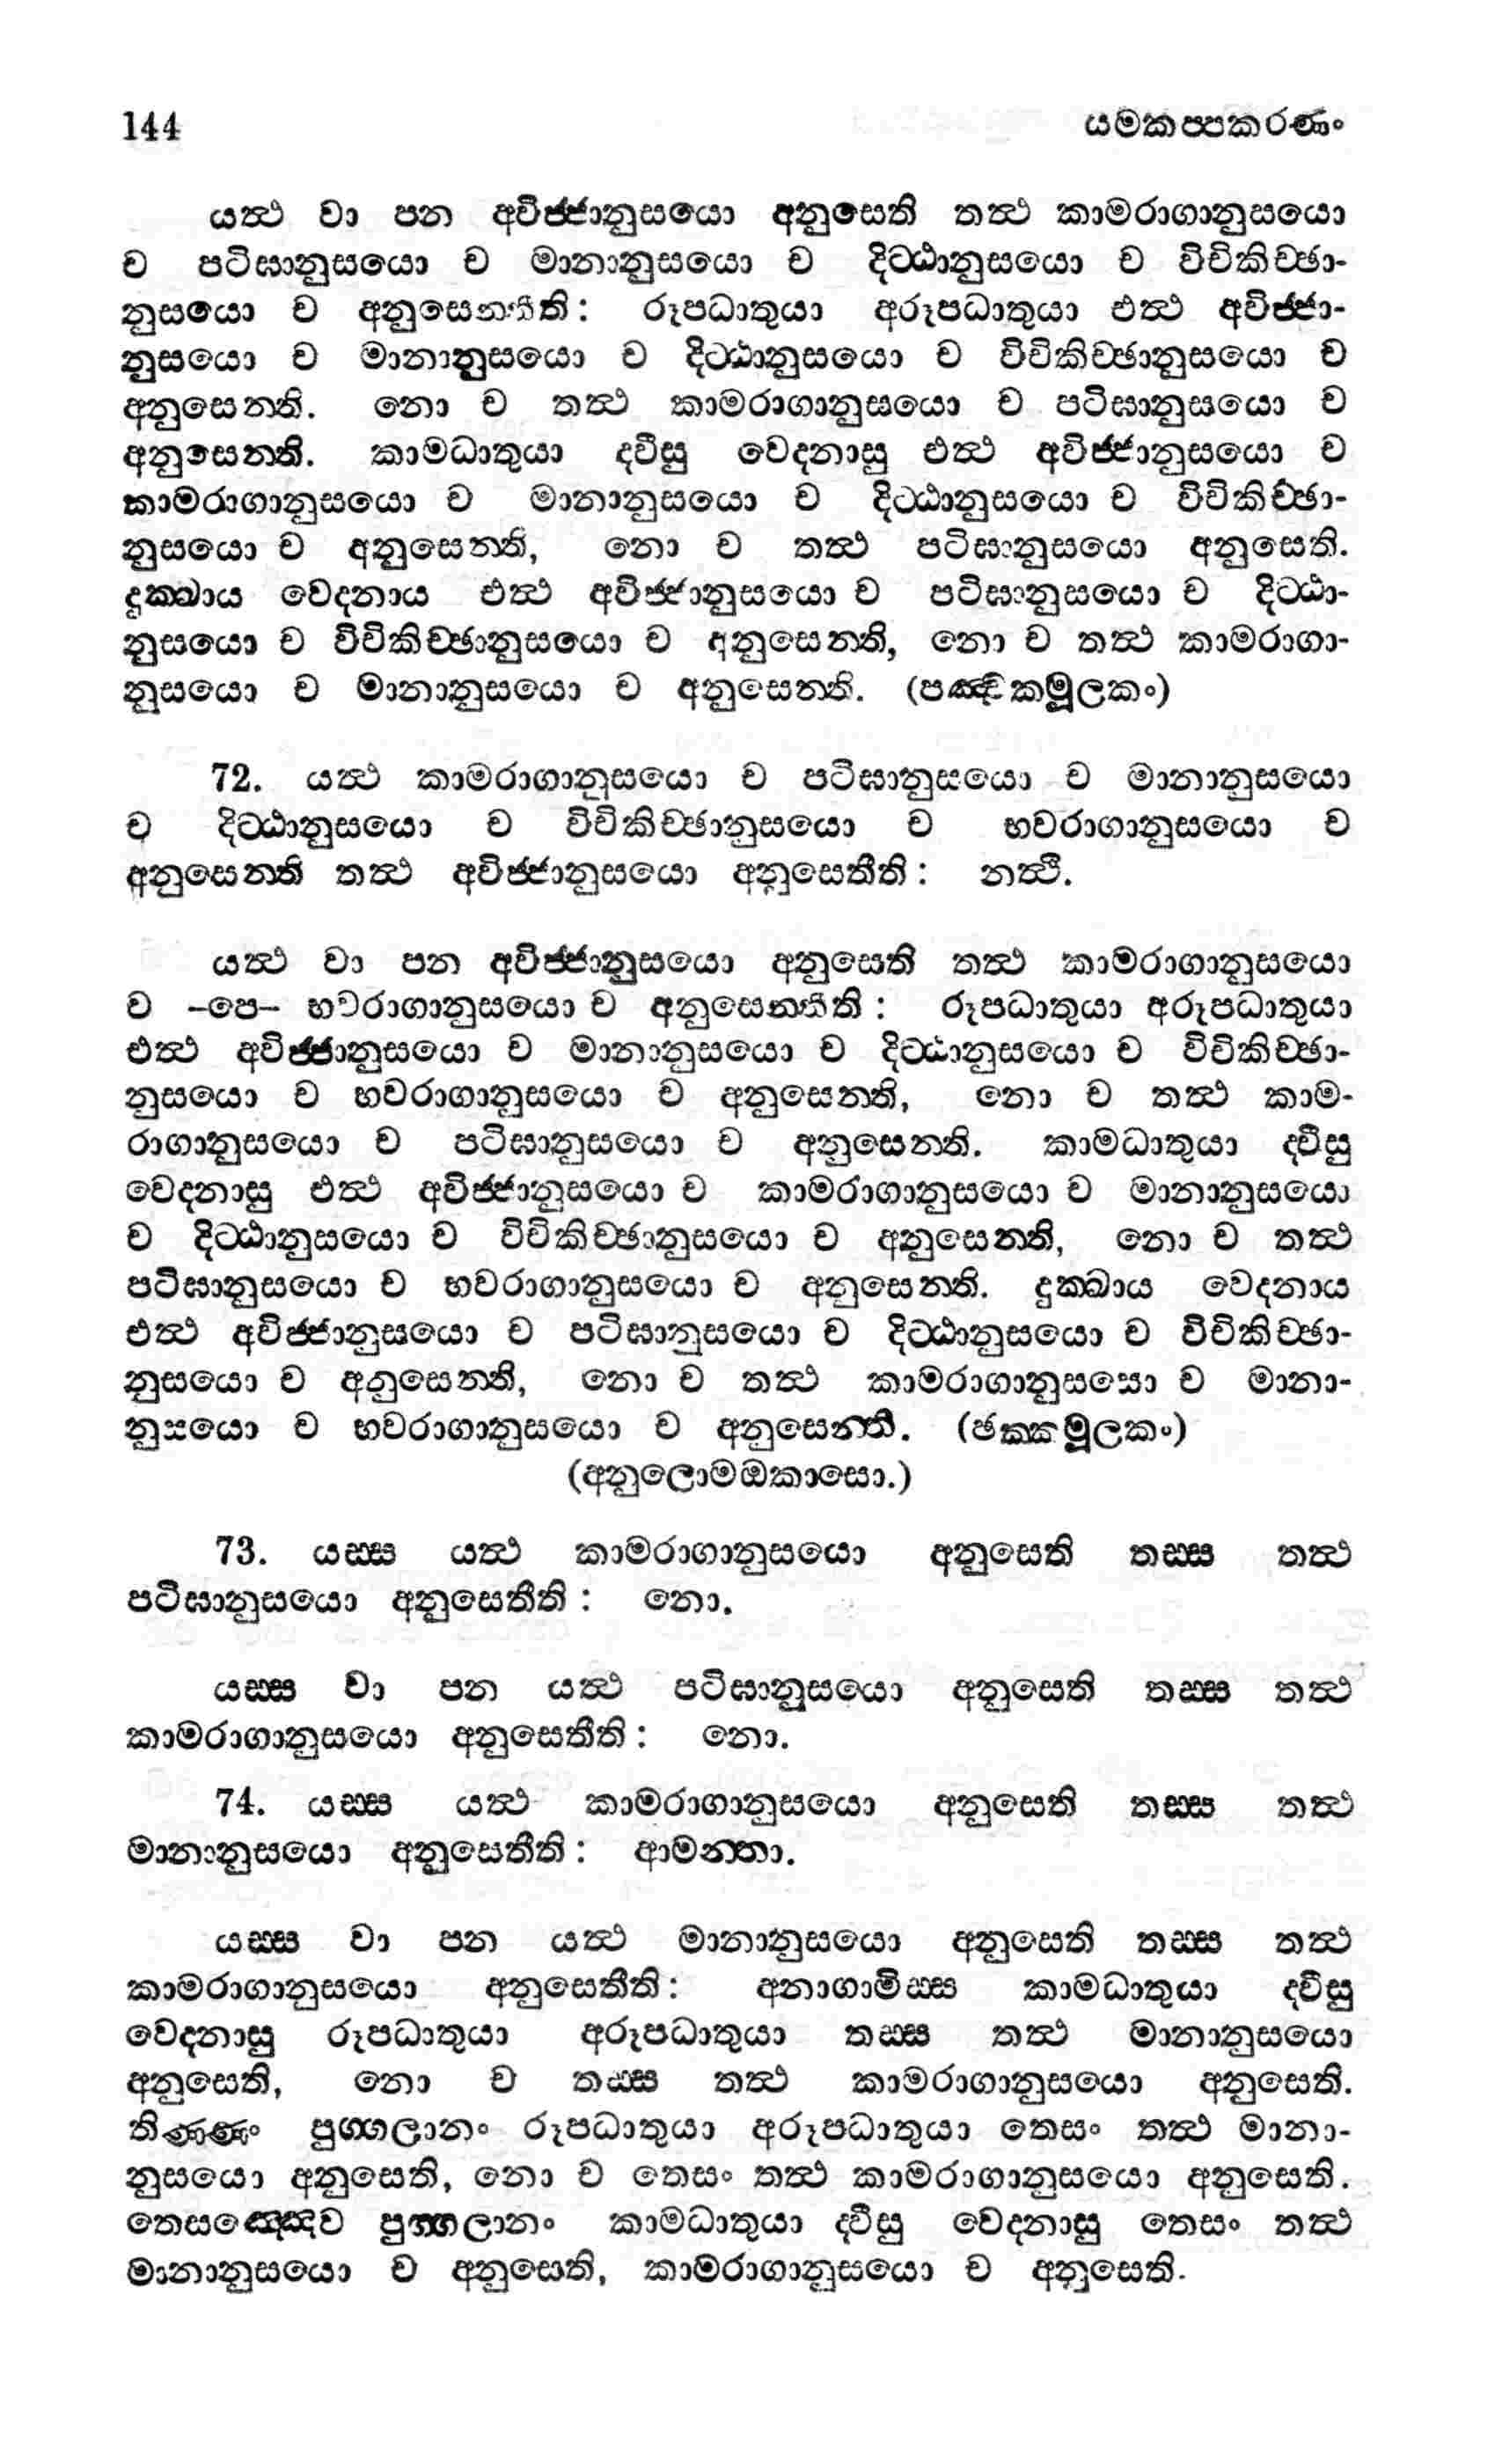 144 යමකප්පකරණං
යත්ථ වා පන අවිජ්ජානුසයො අනුසෙති තත්ථ කාමරාගානුසයො
ච පටිඝානුසයො ච මානානුසයො ච දිට්ඨානුසයො ච විචිකිච්ඡා-
නුසයො ච අනුසෙන්තීති: රූපධාතුයා අරූපධාතුයා එත්ථ අවිජ්ජා-
නුසයො ච මානානුසයො ච දිට්ඨානුසයො ච විචිකිච්ඡානුසයො ච
අනුසෙන්ති. නො ච තත්ථ කාමරාගානුසයො ච පටිඝානුසයො ච
අනුසෙන්ති. කාමධාතුයා ද්වීසු වෙදනාසු එත්ථ අවිජ්ජානුසයො ච
කාමරාගානුසයො ච මානානුසයො ච දිට්ඨානුසයො ච විචිකිච්ඡා-
නුසයො ච අනුසෙන්ති, නො ච තත්ථ පටිඝානුසයො අනුසෙති.
දුක්ඛාය වෙදනාය එත්ථ අවිජ්ජානුසයො ච පටිඝානුසයො ච දිට්ඨා-
නුසයො ච විචිකිච්ඡානුසයො ච අනුසෙන්ති, නො ච තත්ථ කාමරාගා-
නුසයො ච මානානුසයො ච අනුසෙන්ති. (පඤ්චකමූලකං)
72. යත්ථ කාමරාගානුසයො ච පටිඝානුසයො ච මානානුසයො
ච දිට්ඨානුසයො ච විචිකිච්ඡානුසයො ච භවරාගානුසයො ච
අනුසෙන්ති තත්ථ අවිජ්ජානුසයො අනුසෙතීති: නත්ථි.
යත්ථ වා පන අවිජ්ජානුසයො අනුසෙති තත්ථ කාමරාගානුසයො
ච -පෙ- භවරාගානුසයො ච අනුසෙන්තීති: රූපධාතුයා අරූපධාතුයා
එත්ථ අවිජ්ජානුසයො ච මානානුසයො ච දිට්ඨානුසයො ච විචිකිච්ඡා-
නුසයො ච භවරාගානුසයො ච අනුසෙන්ති, නො ච තත්ථ කාම-
රාගානුසයො ච පටිඝානුසයො ච අනුසෙන්ති. කාමධාතුයා ද්වීසු
වෙදනාසු එත්ථ අවිජ්ජානුසයො ච කාමරාගානුසයො ච මානානුසයො
ච දිට්ඨානුසයො ච විචිකිච්ඡානුසයො ච අනුසෙන්ති, නො ච තත්ථ
පටිඝානුසයො ච භවරාගානුසයො ච අනුසෙන්ති. දුක්ඛාය වෙදනාය
එත්ථ අවිජ්ජානුසයො ච පටිඝානුසයො ච දිට්ඨානුසයො ච විචිකිච්ඡා-
නුසයො ච අනුසෙන්ති, නො ච තත්ථ කාමරාගානුසසො ච මානා-
නුසයො ච භවරාගානුසයො ච අනුසෙන්ති. (ඡක්කමූලකං)
(අනුලොමඔකාසො.)
73. යස්ස යත්ථ කාමරාගානුසයො අනුසෙති තස්ස තත්ථ
පටිඝානුසයො අනුසෙතීති: නො.
යස්ස වා පන යත්ථ පටිඝානුසයො අනුසෙති තස්ස තත්ථ
කාමරාගානුසයො අනුසෙතීති: නො.
74. යස්ස යත්ථ කාමරාගානුසයො අනුසෙති තස්ස තත්ථ
මානානුසයො අනුසෙතීති: ආමන්තා.
යස්ස වා පන යත්ථ මානානුසයො අනුසෙති තස්ස තත්ථ
කාමරාගානුසයො අනුසෙතීති: අනාගාමිස්ස කාමධාතුයා ද්වීසු
වෙදනාසු රූපධාතුයා අරූපධාතුයා තස්ස තත්ථ මානානුසයො
අනුසෙති, නො ච තස්ස තත්ථ කාමරාගානුසයො අනුසෙති.
තිණ්ණං පුග්ගලානං රූපධාතුයා අරූපධාතුයා තෙසං තත්ථ මානා-
නුසයො අනුසෙති, නො ච තෙසං තත්ථ කාමරාගානුසයො අනුසෙති.
තෙසඤ්ඤෙව පුග්ගලානං කාමධාතුයා ද්වීසු වෙදනාසු තෙසං තත්ථ
මානානුසයො ච අනුසෙති, කාමරාගානුසයො ච අනුසෙති.